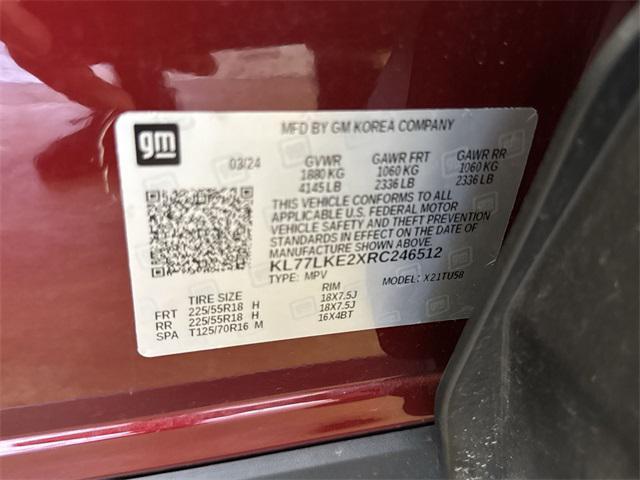 gm
MFD BY GM KOREA COMPANY
03/24 GVWR GAWR FRT GAWR RR
1880 KG 1060 KG 1060 KG
4145 LB 2336 LB 2336 LB
THIS VEHICLE CONFORMS TO ALL
APPLICABLE U.S. FEDERAL MOTOR
VEHICLE SAFETY AND THEFT PREVENTION
STANDARDS IN EFFECT ON THE DATE OF
MANUFACTURE SHOWN ABOVE.
KL77LKE2XRC246512
TYPE: MPV MODEL: X21TU58
TIRE SIZE RIM
FRT 225/55R18 H 18X7.5J
RR 225/55R18 H 18X7.5J
SPA T125/70R16 M 16X4BT